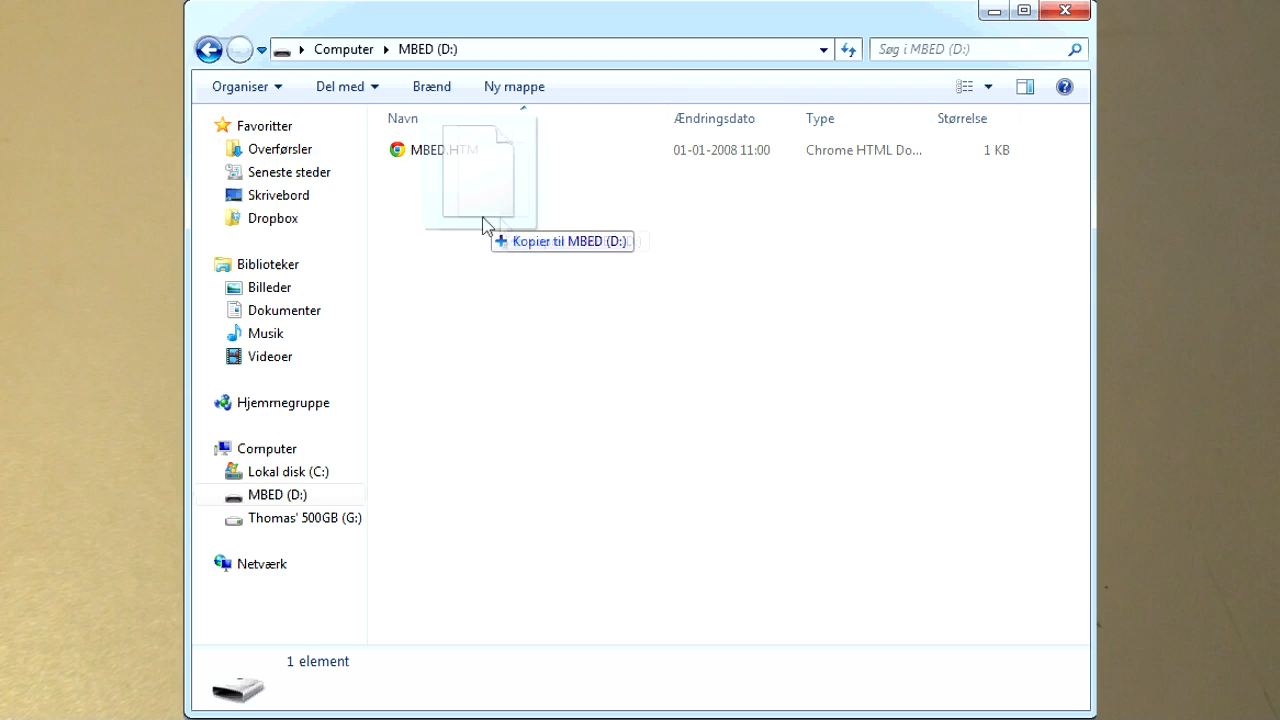 Computer MBED (D:) Søg i MBED (D:)
Organiser Del med Brænd Ny mappe
Navn Ændringsdato Type Størrelse
MBED.HTM 01-01-2008 11:00 Chrome HTML Do... 1 KB
Kopier til MBED (D:)
Favoritter
Overførsler
Seneste steder
Skrivebord
Dropbox
Biblioteker
Billeder
Dokumenter
Musik
Videoer
Hjemmegruppe
Computer
Lokal disk (C:)
MBED (D:)
Thomas' 500GB (G:)
Netværk
1 element